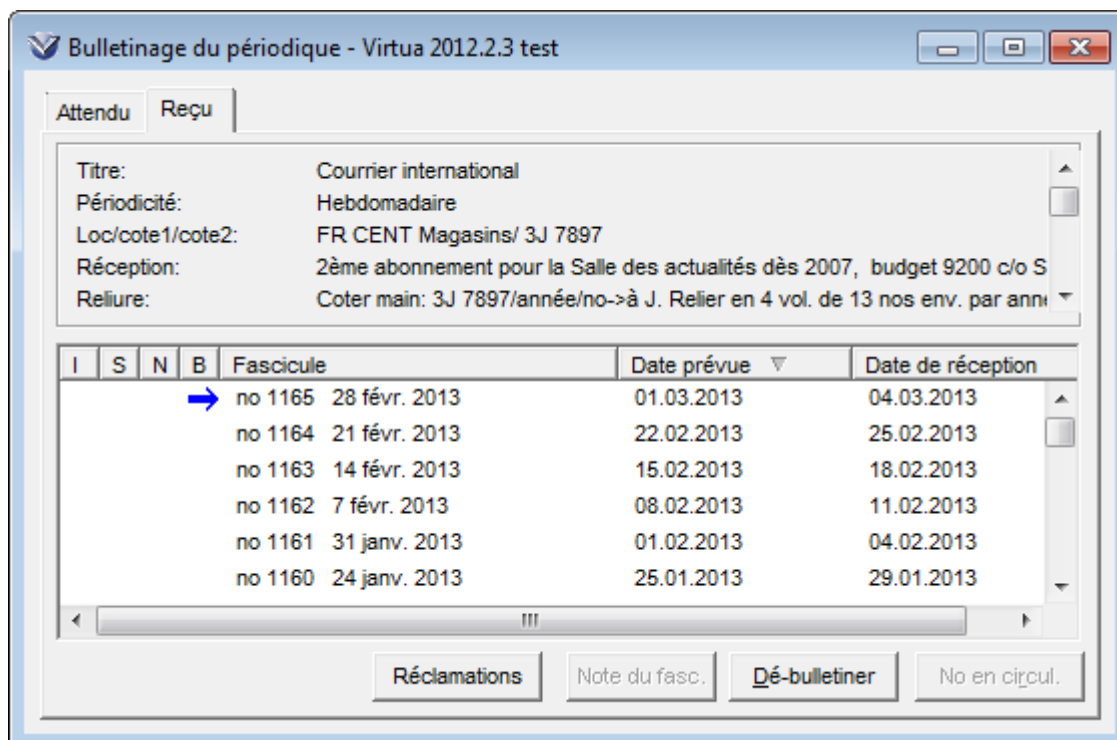 Bulletinage du périodique - Virtua 2012.2.3 test
Attendu Reçu
Titre: Courrier international
Périodicité: Hebdomadaire
Loc/cote1/cote2: FR CENT Magasins/ 3J 7897
Réception: 2ème abonnement pour la Salle des actualités dès 2007, budget 9200 c/o S
Reliure: Coter main: 3J 7897/année/no->à J. Relier en 4 vol. de 13 nos env. par anné
I S N B Fascicule Date prévue Date de réception
no 1165 28 févr. 2013 01.03.2013 04.03.2013
no 1164 21 févr. 2013 22.02.2013 25.02.2013
no 1163 14 févr. 2013 15.02.2013 18.02.2013
no 1162 7 févr. 2013 08.02.2013 11.02.2013
no 1161 31 janv. 2013 01.02.2013 04.02.2013
no 1160 24 janv. 2013 25.01.2013 29.01.2013
Réclamations Note du fasc. Dé-bulletiner No en circul.